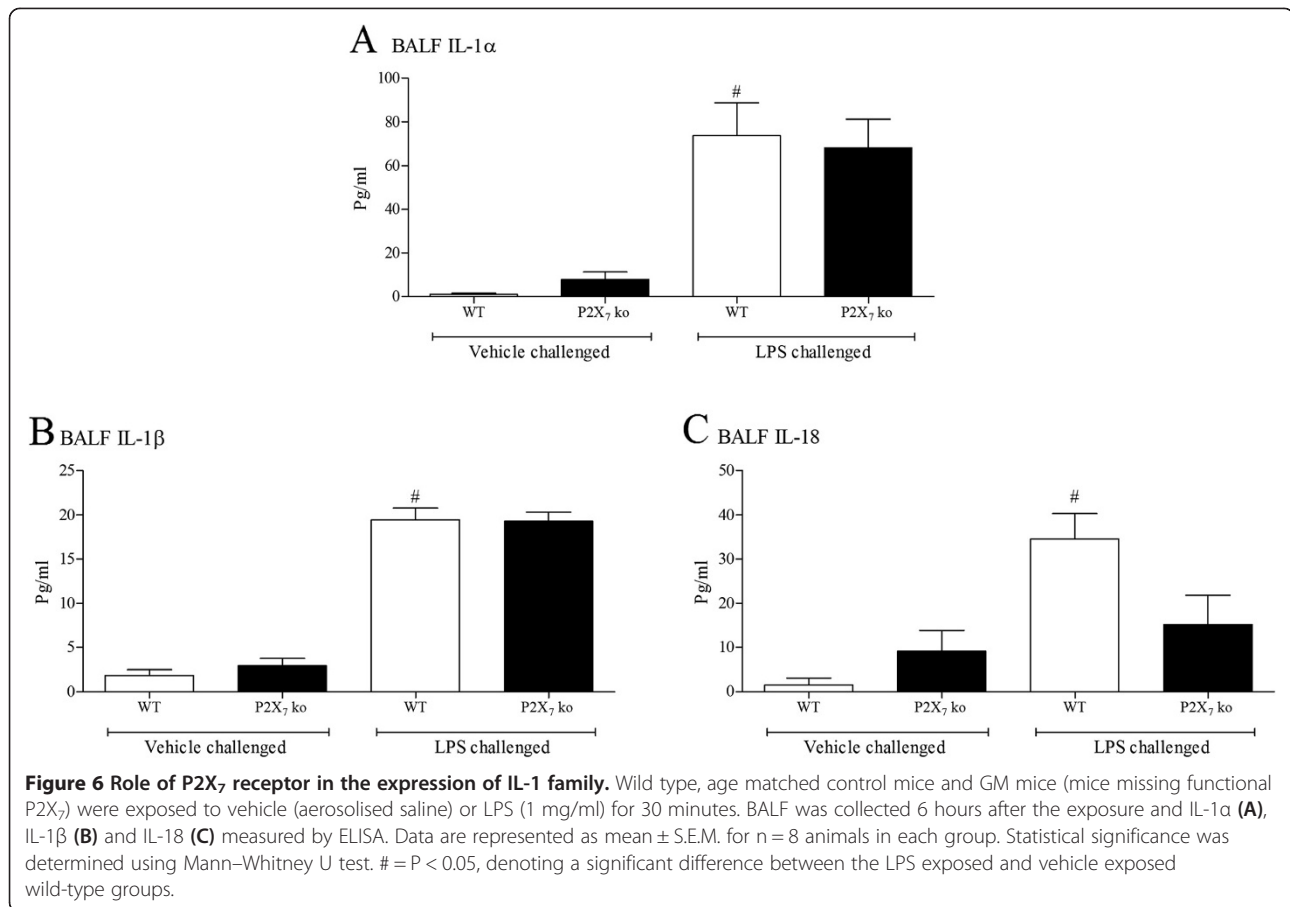 A BALF IL-1α
100
80
60
40
20
0
Pg/ml
#
WT
P2X₇ ko
WT
P2X₇ ko
Vehicle challenged
LPS challenged
B BALF IL-1β
25
20
15
10
5
0
Pg/ml
#
WT
P2X₇ ko
WT
P2X₇ ko
Vehicle challenged
LPS challenged
C BALF IL-18
50
40
30
20
10
0
Pg/ml
#
WT
P2X₇ ko
WT
P2X₇ ko
Vehicle challenged
LPS challenged
Figure 6 Role of P2X₇ receptor in the expression of IL-1 family. Wild type, age matched control mice and GM mice (mice missing functional
P2X₇) were exposed to vehicle (aerosolised saline) or LPS (1 mg/ml) for 30 minutes. BALF was collected 6 hours after the exposure and IL-1α (A),
IL-1β (B) and IL-18 (C) measured by ELISA. Data are represented as mean ± S.E.M. for n = 8 animals in each group. Statistical significance was
determined using Mann–Whitney U test. # = P < 0.05, denoting a significant difference between the LPS exposed and vehicle exposed
wild-type groups.